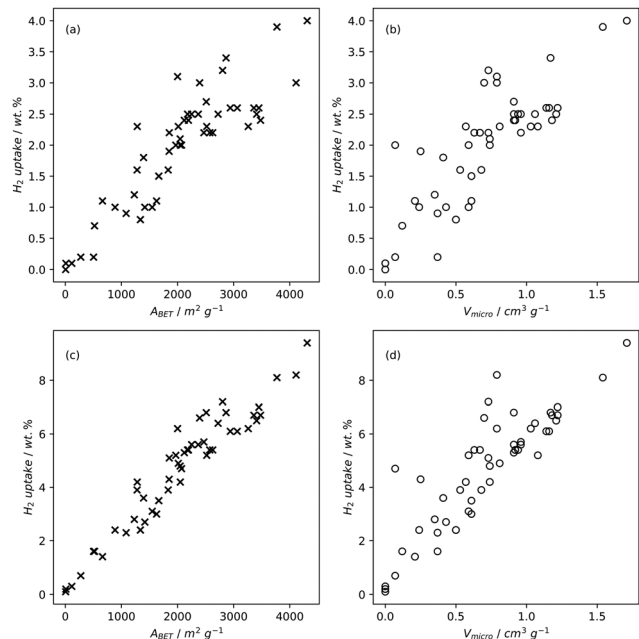 (a)
4.0
3.5
3.0
2.5
2.0
1.5
1.0
0.5
0.0
H2 uptake / wt. %
0 1000 2000 3000 4000
A_BET / m² g⁻¹
(b)
4.0
3.5
3.0
2.5
2.0
1.5
1.0
0.5
0.0
H2 uptake / wt. %
0.0 0.5 1.0 1.5
V_micro / cm³ g⁻¹
(c)
8
6
4
2
0
H2 uptake / wt. %
0 1000 2000 3000 4000
A_BET / m² g⁻¹
(d)
8
6
4
2
0
H2 uptake / wt. %
0.0 0.5 1.0 1.5
V_micro / cm³ g⁻¹